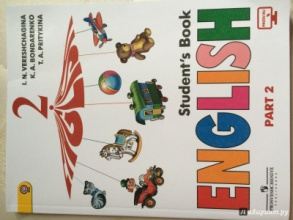 I. N. VERESHCHAGINA
K. A. BONDARENKO
T. A. PRITYKINA
2
Student's Book
ENGLISH
PART 2